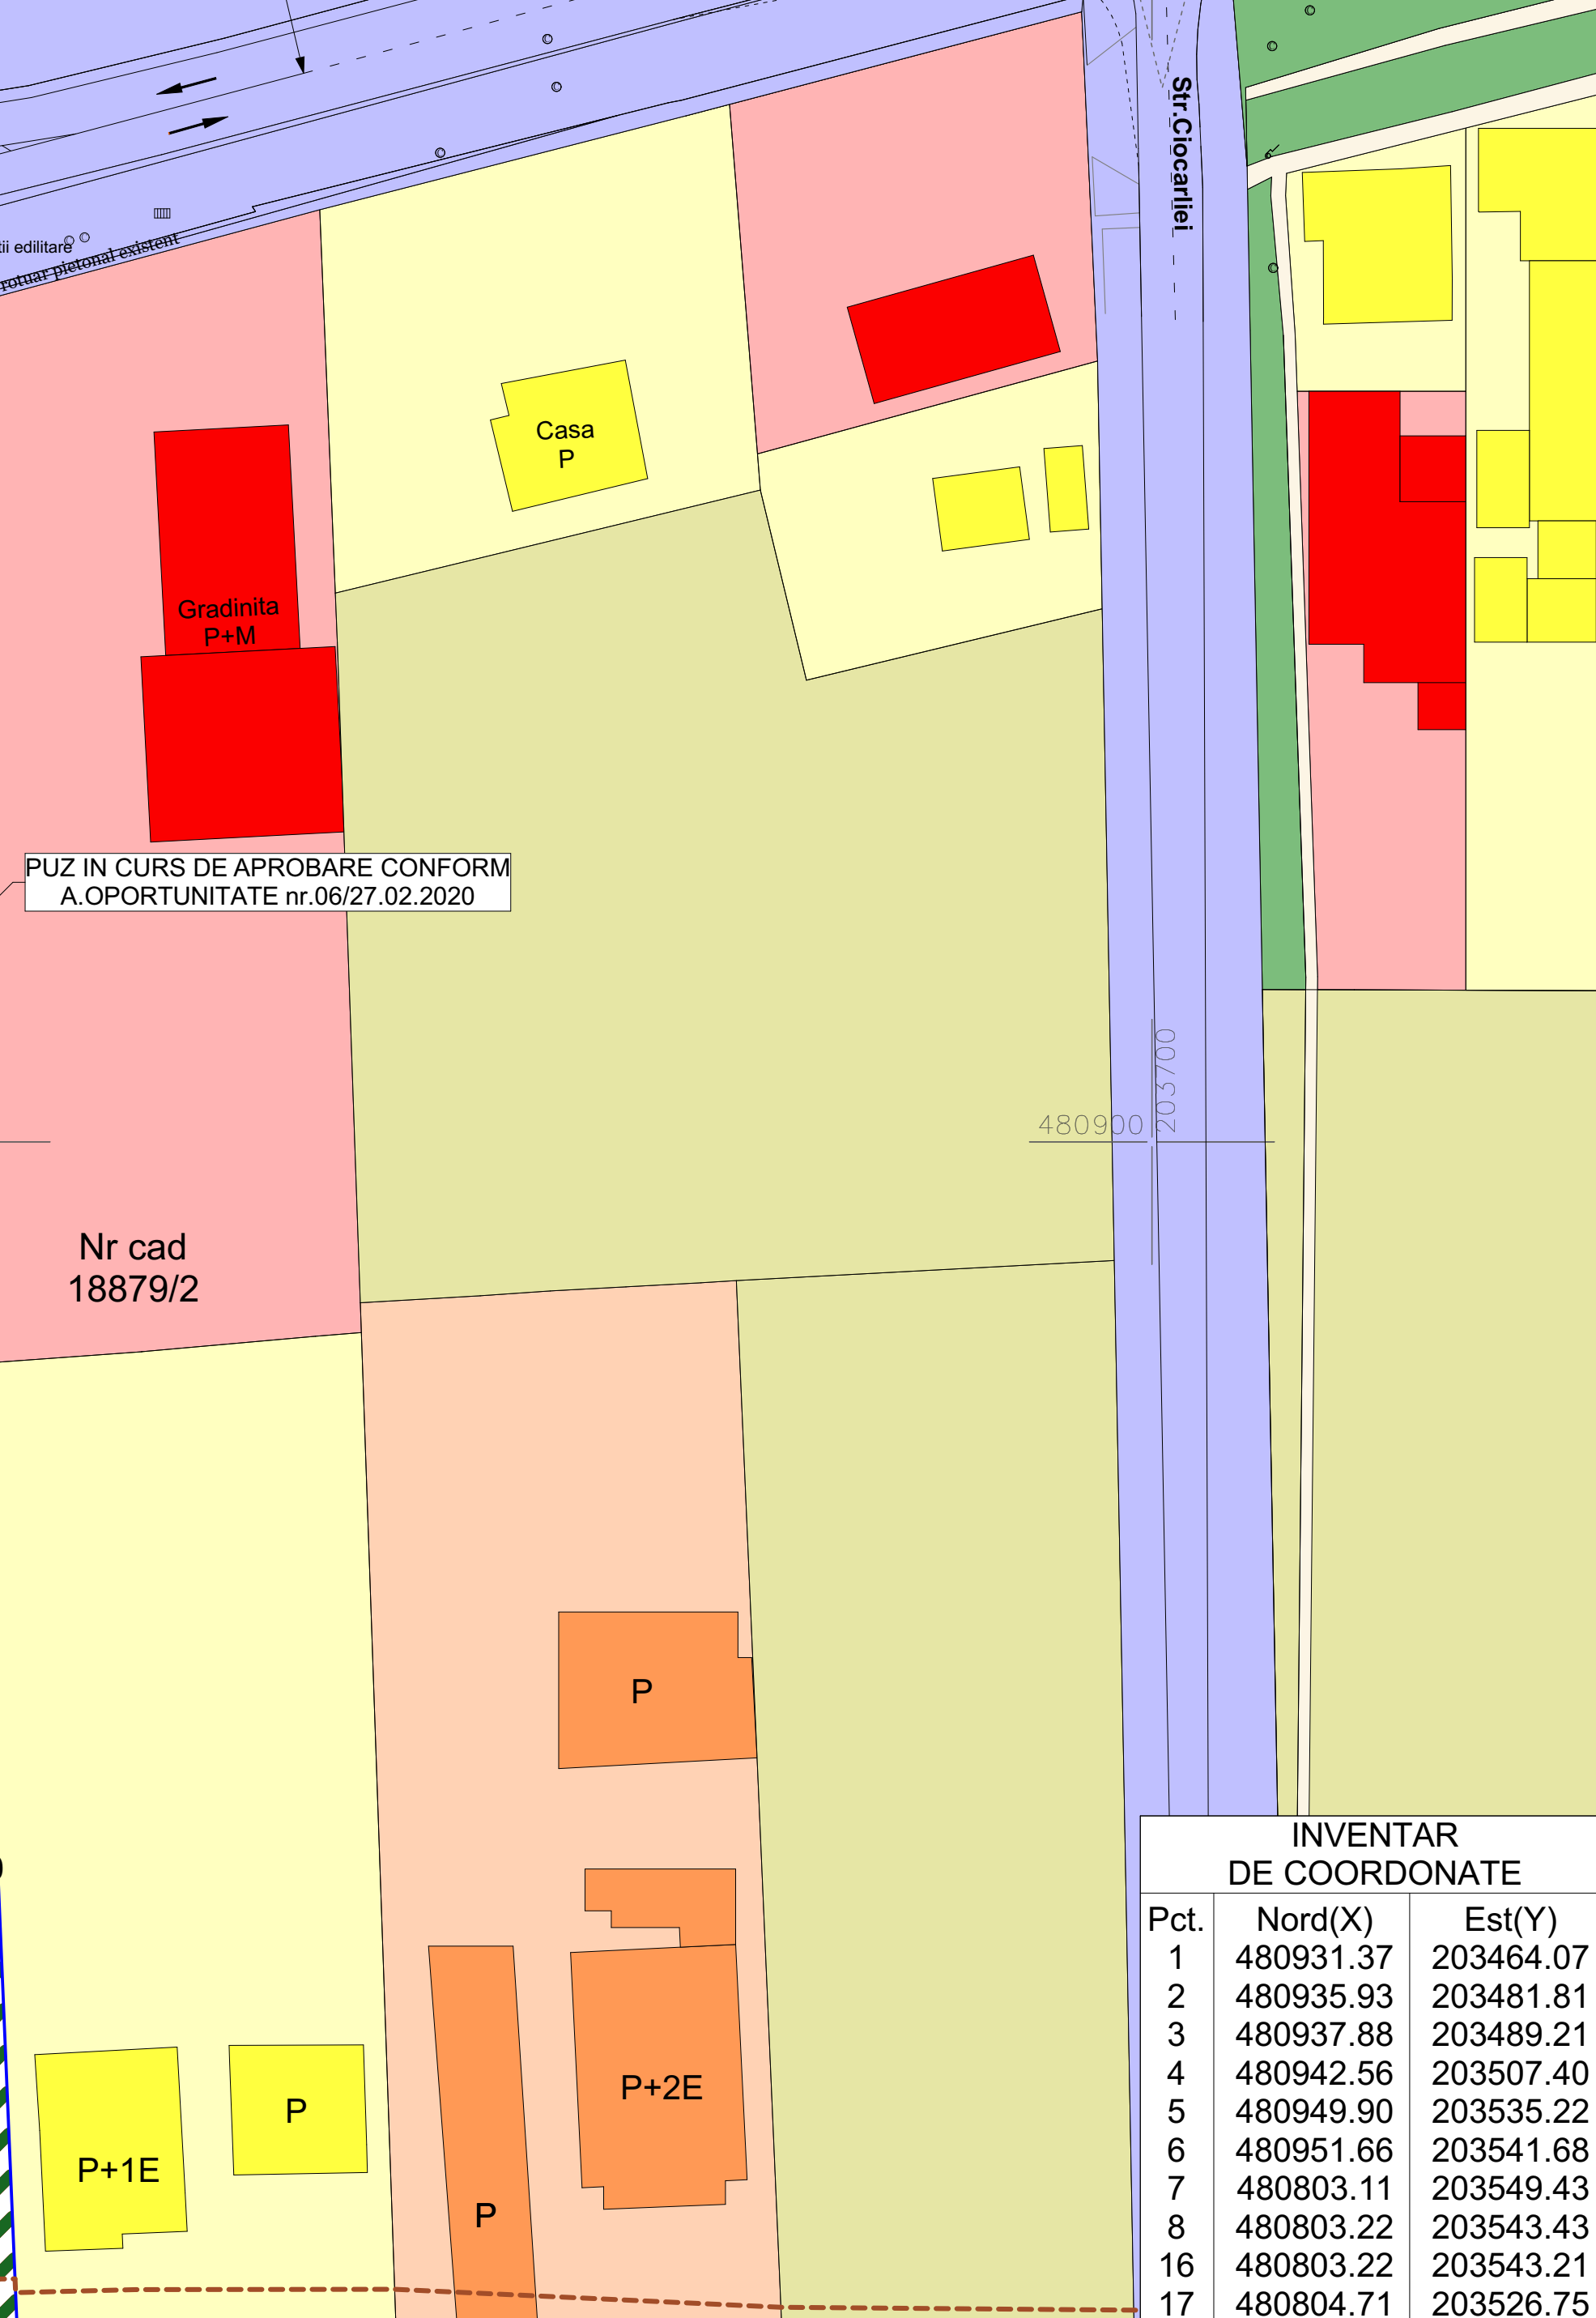 Str.Ciocarliei
tii edilitare
rotuar pietonal existent
Casa
P
Gradinita
P+M
PUZ IN CURS DE APROBARE CONFORM
A.OPORTUNITATE nr.06/27.02.2020
480900
203700
Nr cad
18879/2
P
P+2E
P
P+1E
P
INVENTAR
DE COORDONATE
Pct. Nord(X) Est(Y)
1 480931.37 203464.07
2 480935.93 203481.81
3 480937.88 203489.21
4 480942.56 203507.40
5 480949.90 203535.22
6 480951.66 203541.68
7 480803.11 203549.43
8 480803.22 203543.43
16 480803.22 203543.21
17 480804.71 203526.75